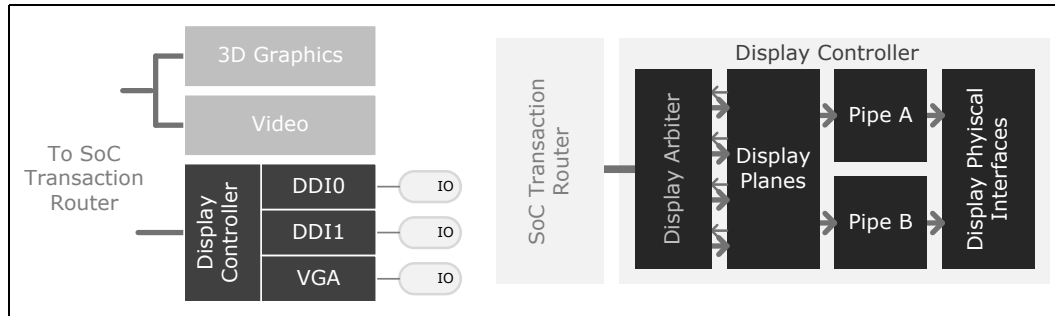 3D Graphics
Video
To SoC
Transaction
Router
Display
Controller
DDI0
IO
DDI1
IO
VGA
IO
SoC Transaction
Router
Display Controller
Display Arbiter
Display
Planes
Pipe A
Pipe B
Display Phyiscal
Interfaces